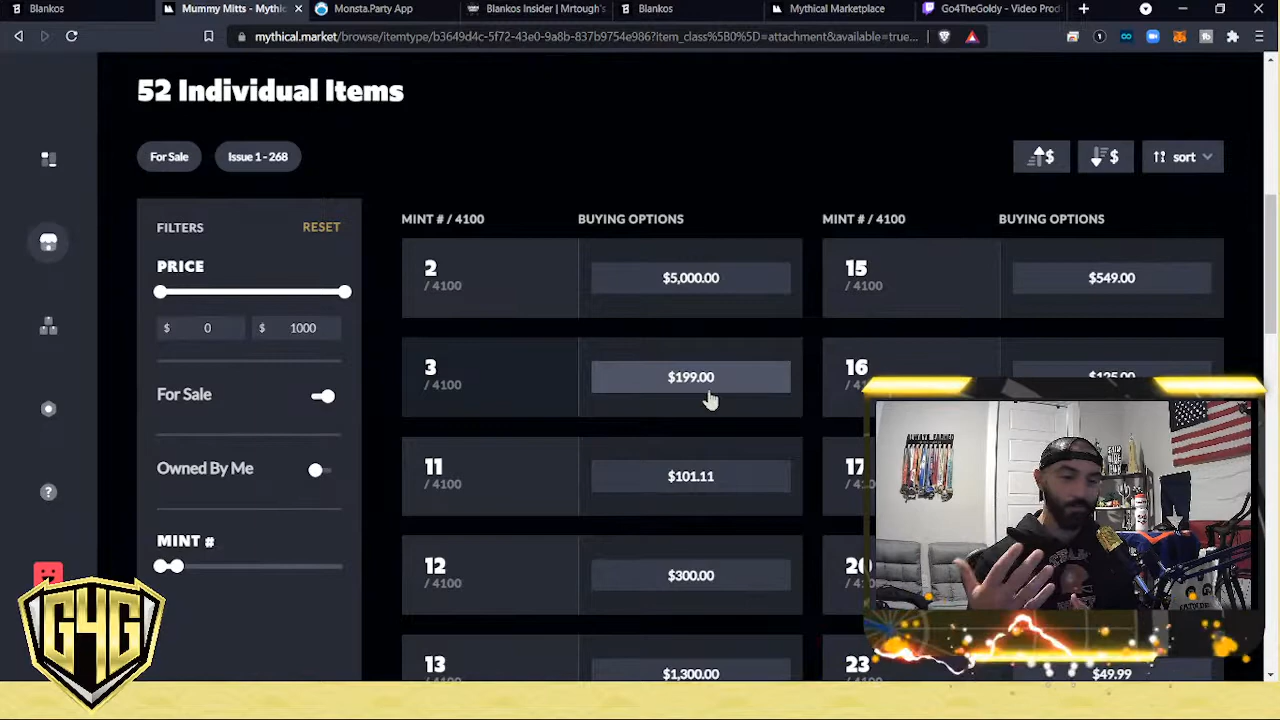 Blankos
Mummy Mitts - Mythic
Monsta.Party App
Blankos Insider | Mrtough's
Blankos
Mythical Marketplace
Go4TheGoldy - Video Prod
mythical.market/browse/itemtype/b3649d4c-5f72-43e0-9a8b-837b9754e986?item_class%5B0%5D=attachment&available=true...
52 Individual Items
For Sale
Issue 1 - 268
$
$
sort
FILTERS
RESET
PRICE
$ 0
$ 1000
For Sale
Owned By Me
MINT #
MINT # / 4100
BUYING OPTIONS
MINT # / 4100
BUYING OPTIONS
2
/ 4100
$5,000.00
15
/ 4100
$549.00
3
/ 4100
$199.00
16
$125.00
11
/ 4100
$101.11
17
12
/ 4100
$300.00
20
13
$1,300.00
23
$49.99
G4G